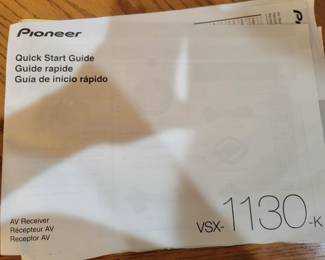 Pioneer
Quick Start Guide
Guide rapide
Guía de inicio rápido
AV Receiver
Récepteur AV
Receptor AV
VSX-1130-K